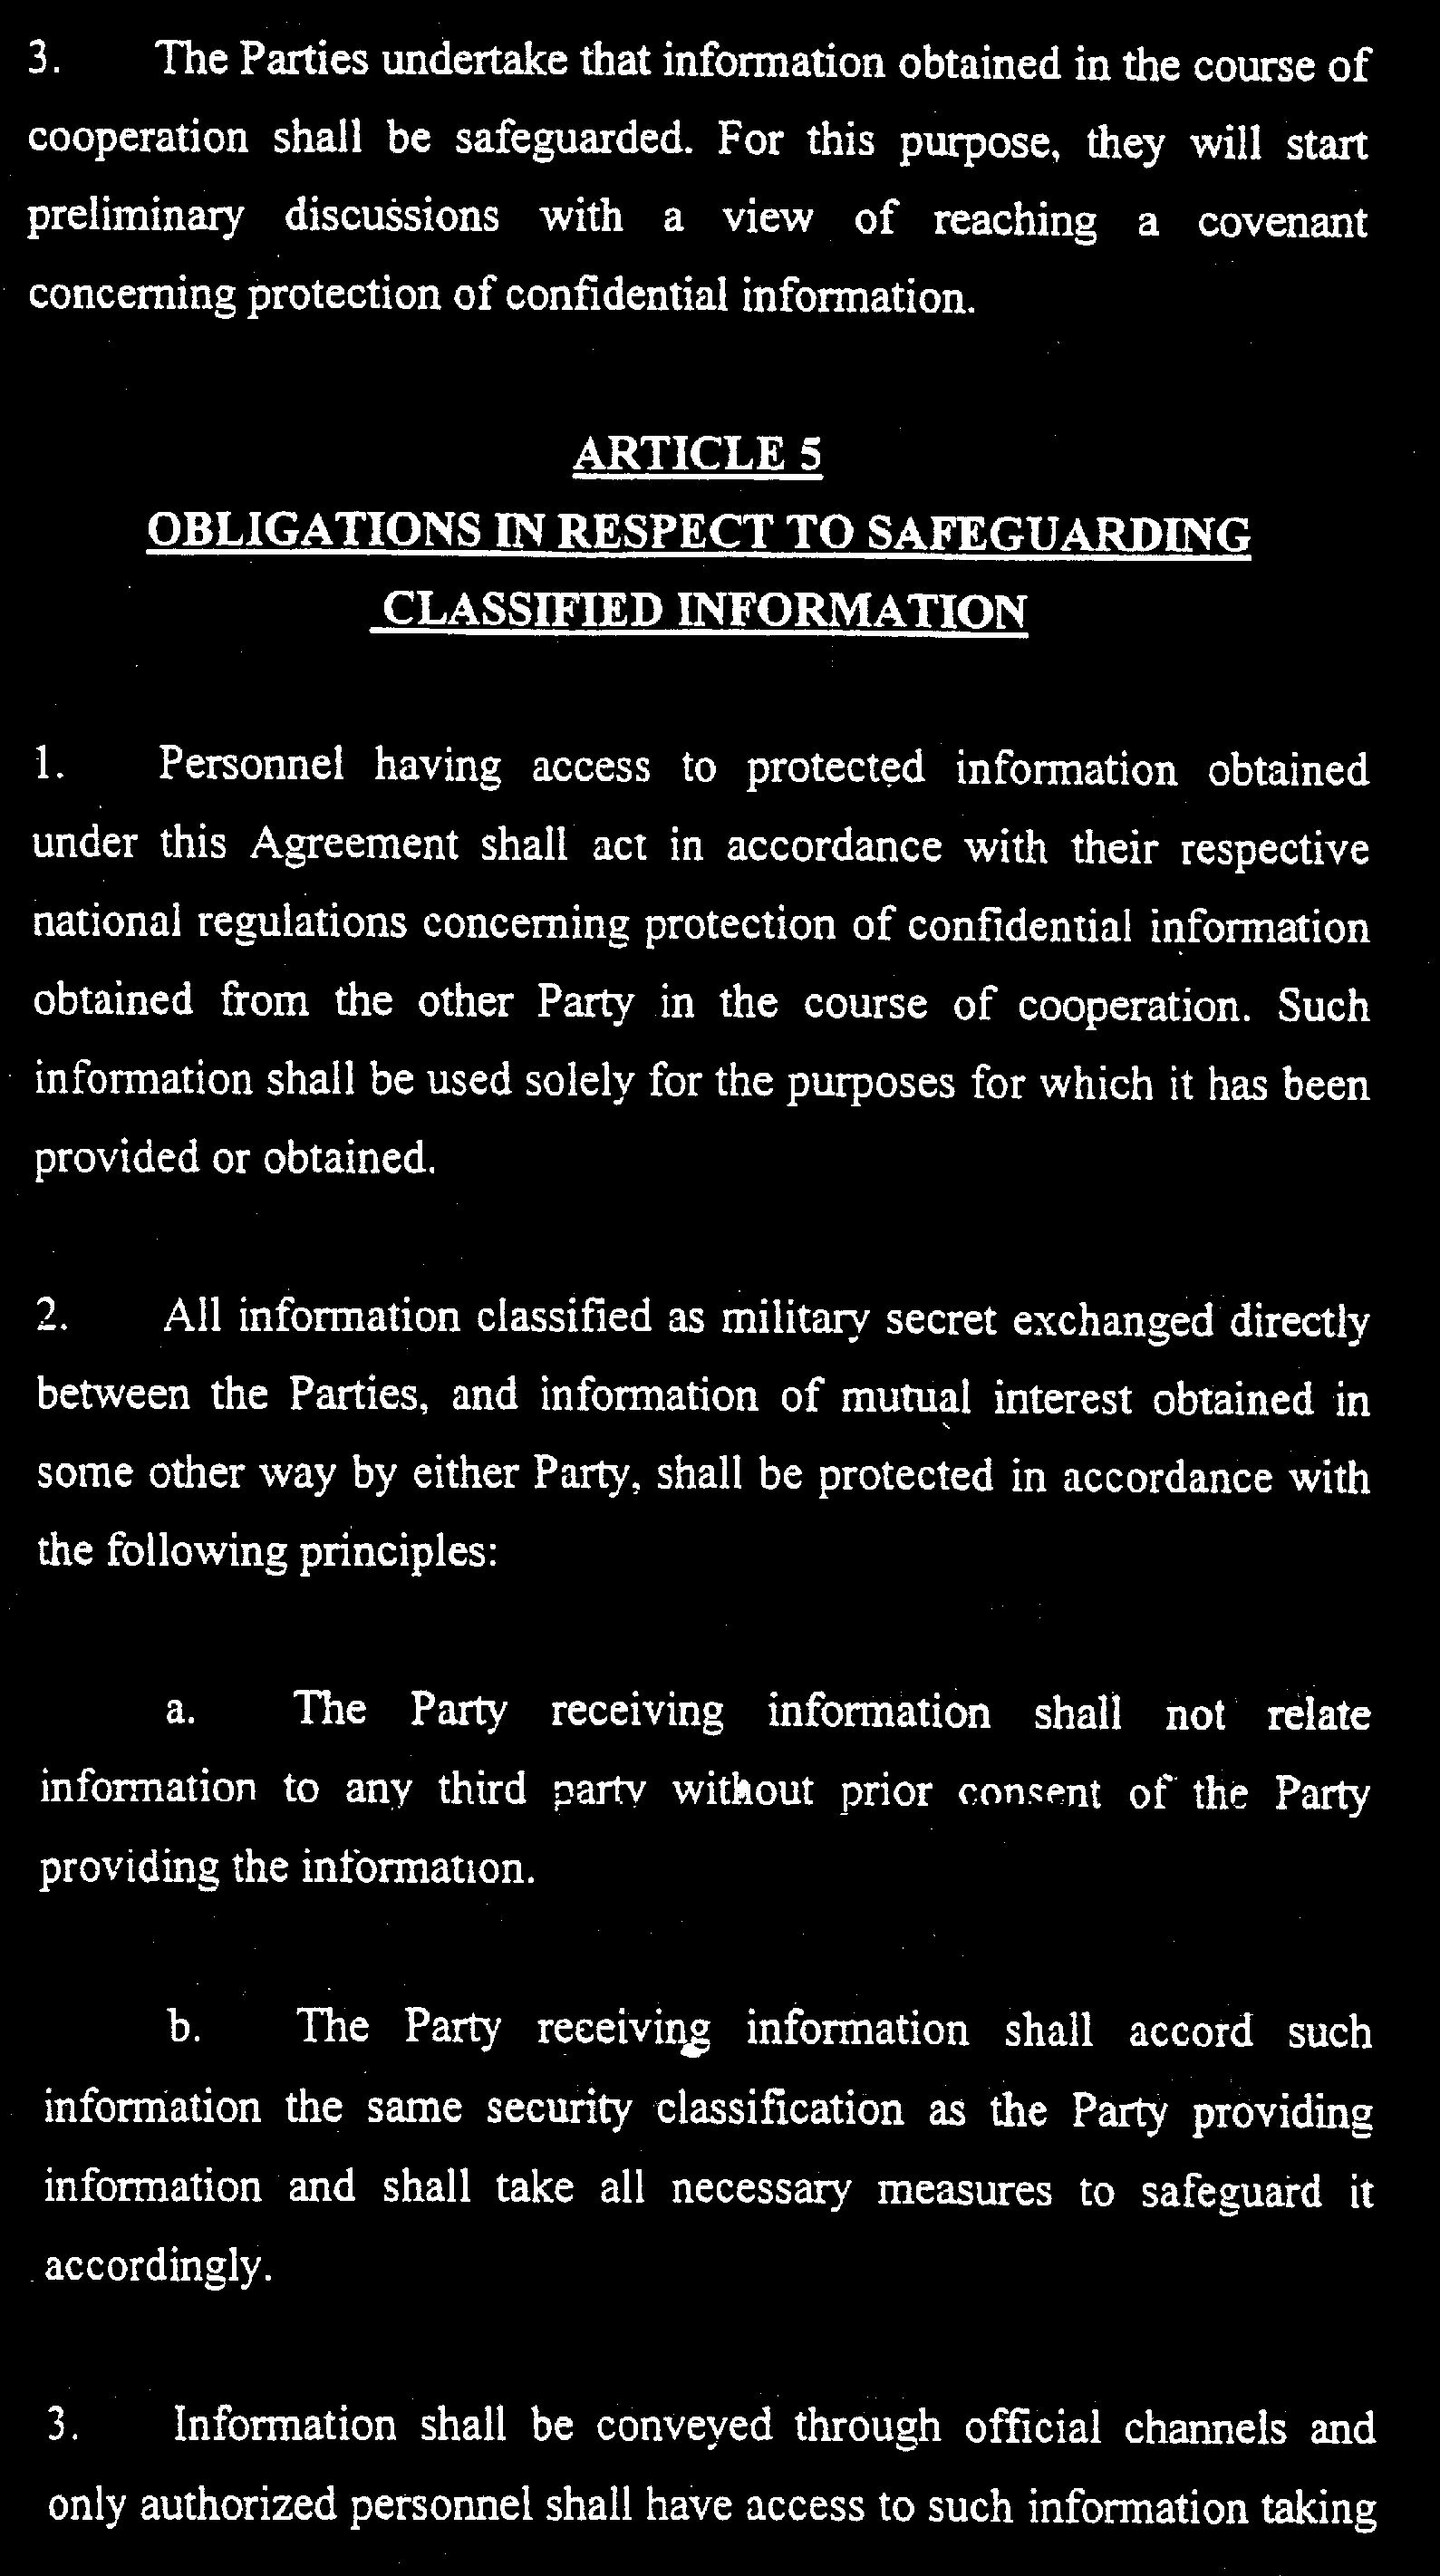 3. The Parties undertake that information obtained in the course of
cooperation shall be safeguarded. For this purpose, they will start
preliminary discussions with a view of reaching a covenant
concerning protection of confidential information.
ARTICLE 5
OBLIGATIONS IN RESPECT TO SAFEGUARDING
CLASSIFIED INFORMATION
1. Personnel having access to protected information obtained
under this Agreement shall act in accordance with their respective
national regulations concerning protection of confidential information
obtained from the other Party in the course of cooperation. Such
information shall be used solely for the purposes for which it has been
provided or obtained.
2. All information classified as military secret exchanged directly
between the Parties, and information of mutual interest obtained in
some other way by either Party, shall be protected in accordance with
the following principles:
a. The Party receiving information shall not relate
information to any third party without prior consent of the Party
providing the information.
b. The Party receiving information shall accord such
information the same security classification as the Party providing
information and shall take all necessary measures to safeguard it
accordingly.
3. Information shall be conveyed through official channels and
only authorized personnel shall have access to such information taking